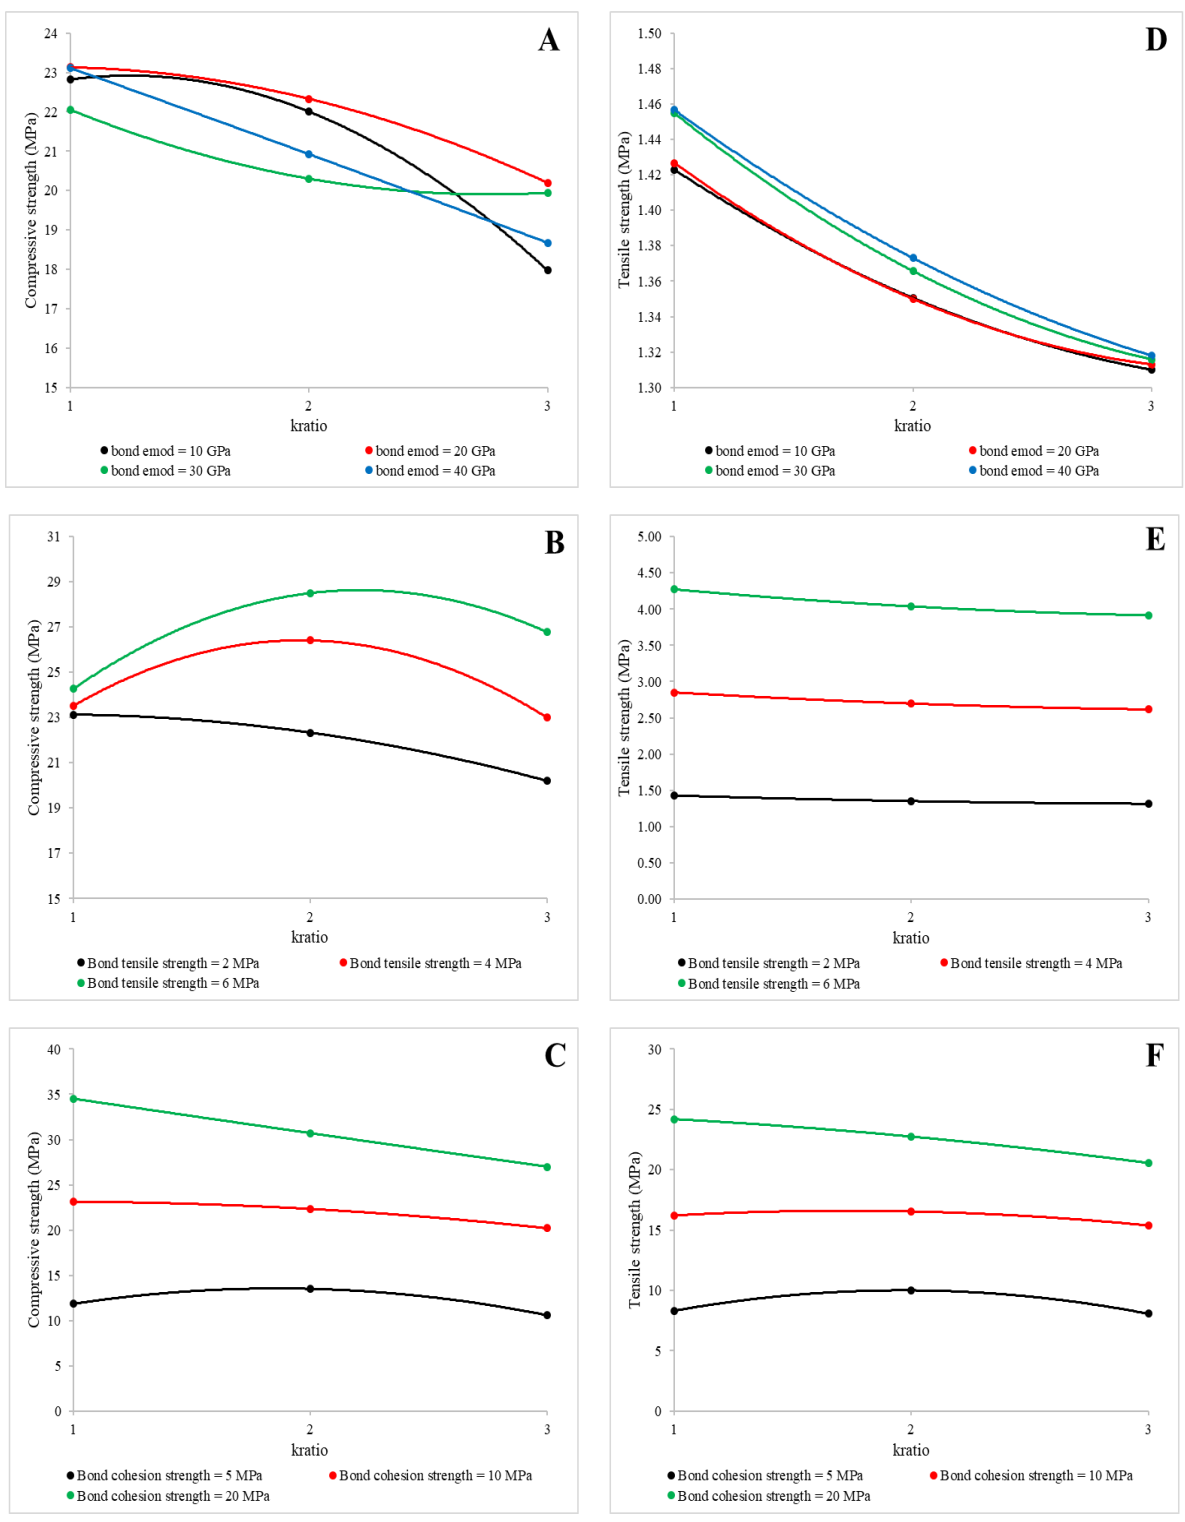 A
Compressive strength (MPa)
24
23
22
21
20
19
18
17
16
15
1 2 3
kratio
bond emod = 10 GPa bond emod = 20 GPa
bond emod = 30 GPa bond emod = 40 GPa
D
Tensile strength (MPa)
1.50
1.48
1.46
1.44
1.42
1.40
1.38
1.36
1.34
1.32
1.30
1 2 3
kratio
bond emod = 10 GPa bond emod = 20 GPa
bond emod = 30 GPa bond emod = 40 GPa
B
Compressive strength (MPa)
31
29
27
25
23
21
19
17
15
1 2 3
kratio
Bond tensile strength = 2 MPa Bond tensile strength = 4 MPa
Bond tensile strength = 6 MPa
E
Tensile strength (MPa)
5.00
4.50
4.00
3.50
3.00
2.50
2.00
1.50
1.00
0.50
0.00
1 2 3
kratio
Bond tensile strength = 2 MPa Bond tensile strength = 4 MPa
Bond tensile strength = 6 MPa
C
Compressive strength (MPa)
40
35
30
25
20
15
10
5
0
1 2 3
kratio
Bond cohesion strength = 5 MPa Bond cohesion strength = 10 MPa
Bond cohesion strength = 20 MPa
F
Tensile strength (MPa)
30
25
20
15
10
5
0
1 2 3
kratio
Bond cohesion strength = 5 MPa Bond cohesion strength = 10 MPa
Bond cohesion strength = 20 MPa